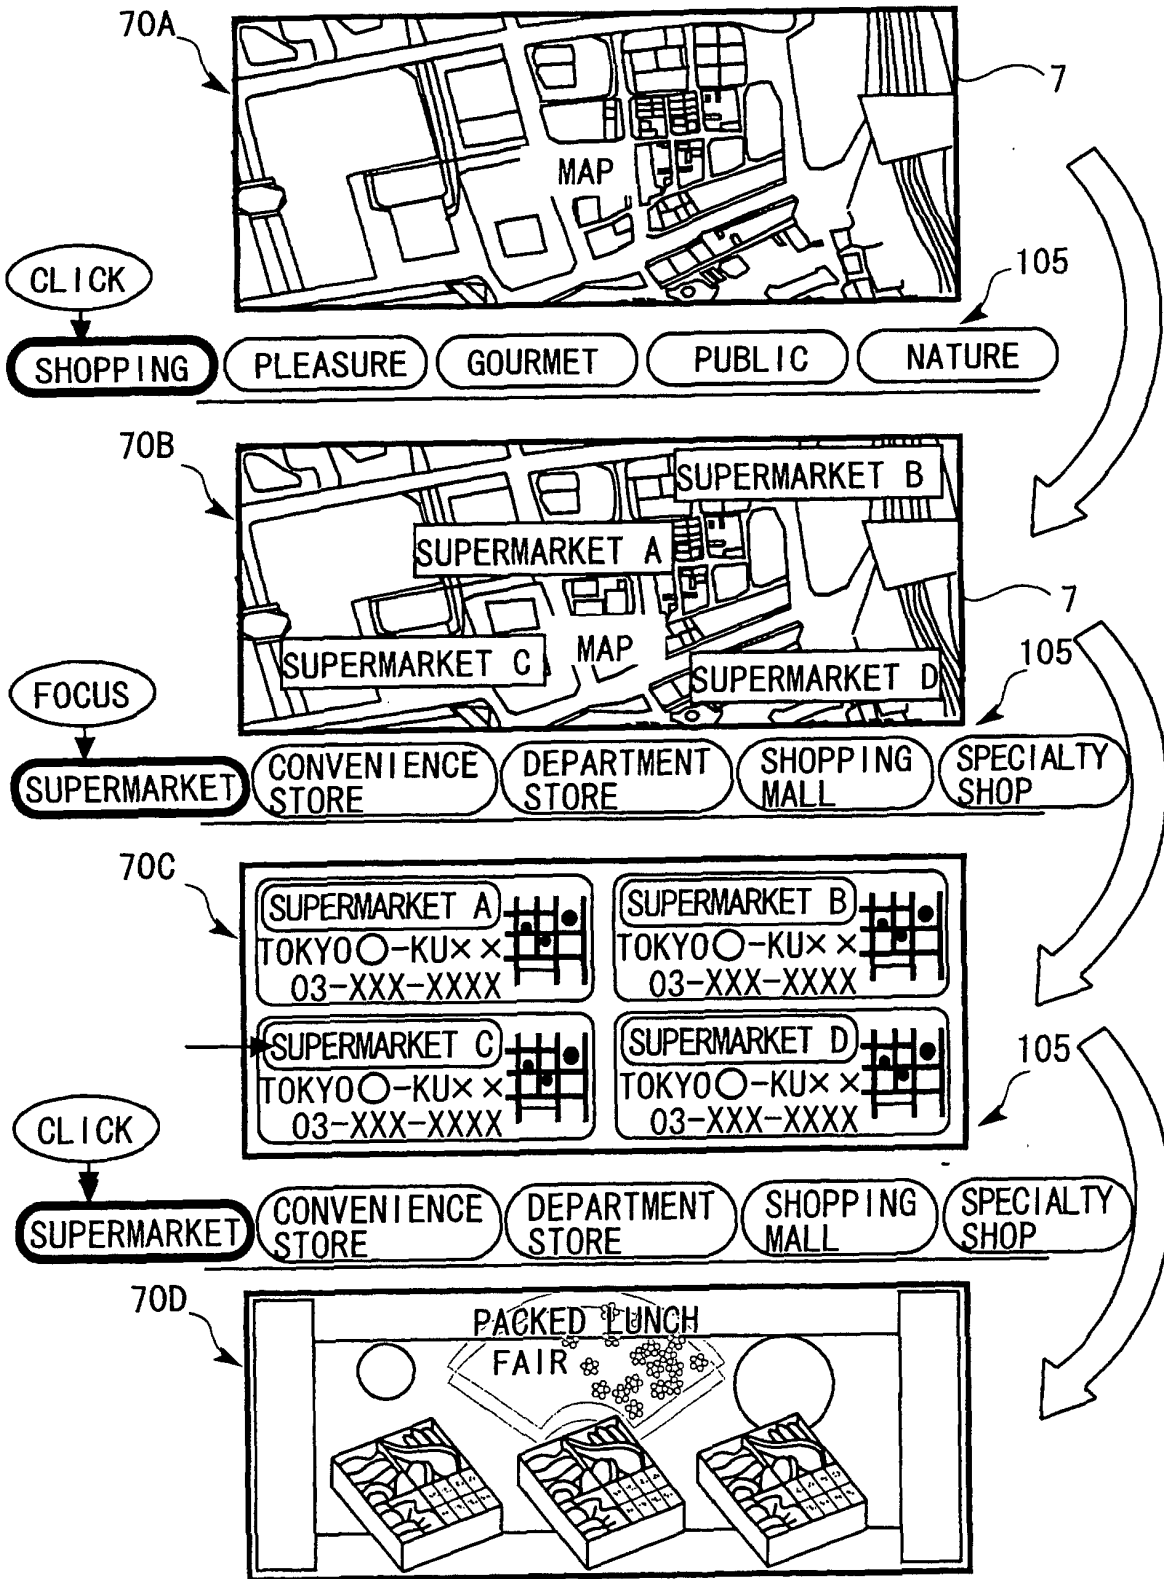 70A
7
MAP
105
CLICK
SHOPPING
PLEASURE
GOURMET
PUBLIC
NATURE
70B
SUPERMARKET B
SUPERMARKET A
7
SUPERMARKET C
MAP
SUPERMARKET D
105
FOCUS
SUPERMARKET
CONVENIENCE
STORE
DEPARTMENT
STORE
SHOPPING
MALL
SPECIALTY
SHOP
70C
SUPERMARKET A
TOKYO○-KU××
03-XXX-XXXX
SUPERMARKET B
TOKYO○-KU××
03-XXX-XXXX
SUPERMARKET C
TOKYO○-KU××
03-XXX-XXXX
SUPERMARKET D
TOKYO○-KU××
03-XXX-XXXX
105
CLICK
SUPERMARKET
CONVENIENCE
STORE
DEPARTMENT
STORE
SHOPPING
MALL
SPECIALTY
SHOP
70D
PACKED LUNCH
FAIR